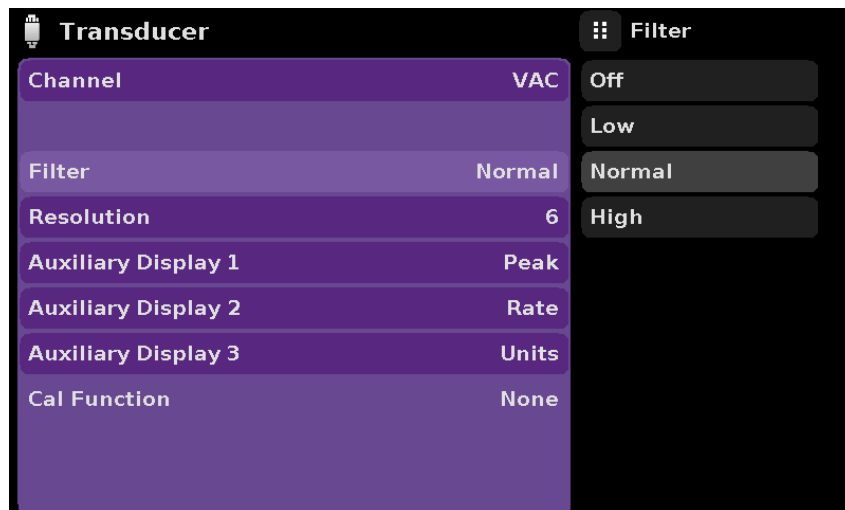 Transducer
Channel VAC
Filter Normal
Resolution 6
Auxiliary Display 1 Peak
Auxiliary Display 2 Rate
Auxiliary Display 3 Units
Cal Function None
Filter
Off
Low
Normal
High